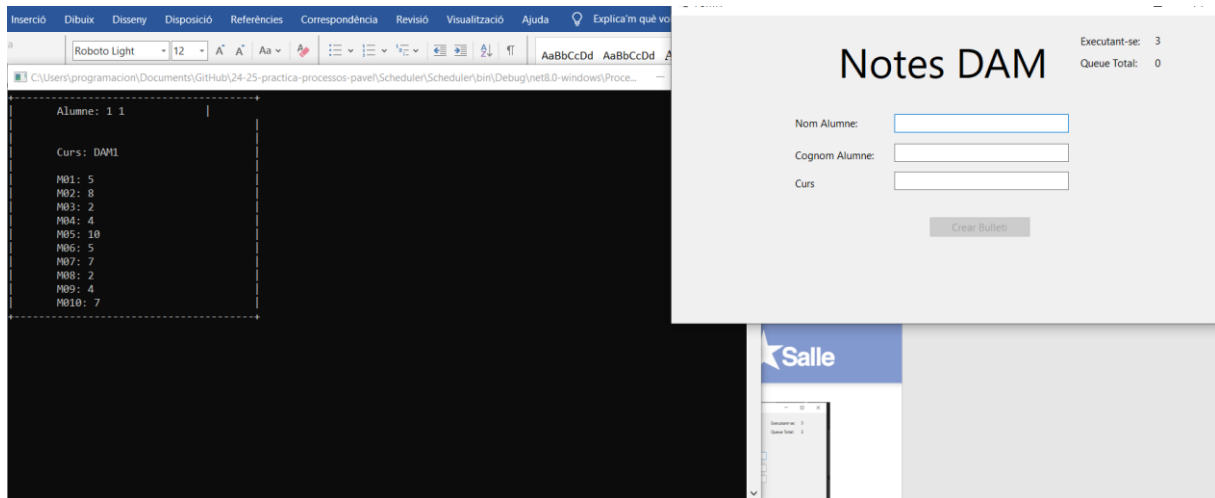 Inserció Dibuix Disseny Disposició Referències Correspondència Revisió Visualització Ajuda Explica'm què vo
Roboto Light 12 A A Aa AaBbCcDd AaBbCcDd A
C:\Users\programacion\Documents\GitHub\24-25-practica-processos-pavel\Scheduler\Scheduler\bin\Debug\net8.0-windows\Proce...
Alumne: 1 1
Curs: DAM1
M01: 5
M02: 8
M03: 2
M04: 4
M05: 10
M06: 5
M07: 7
M08: 2
M09: 4
M010: 7
Notes DAM
Executant-se: 3
Queue Total: 0
Nom Alumne:
Cognom Alumne:
Curs
Crear Bulletí
Salle
Executant-se: 3
Queue Total: 3